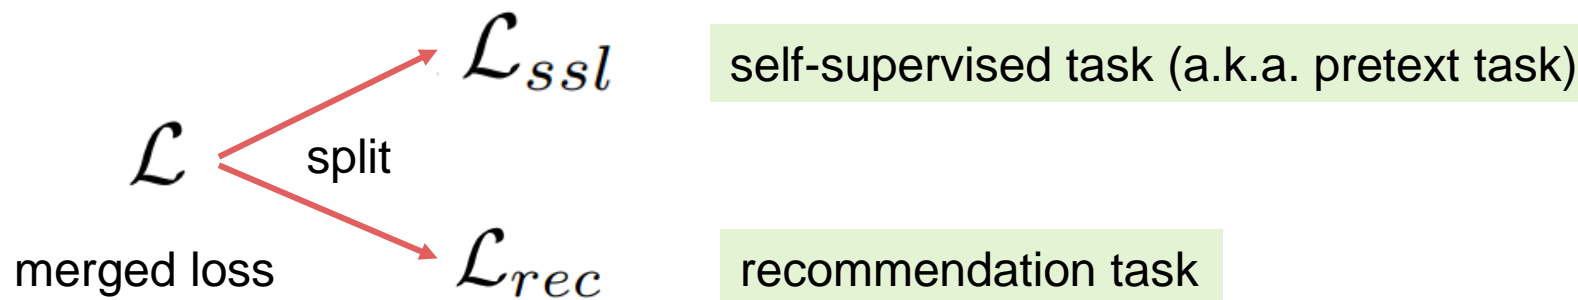 ℒ_ssl self-supervised task (a.k.a. pretext task)
ℒ split
merged loss ℒ_rec recommendation task